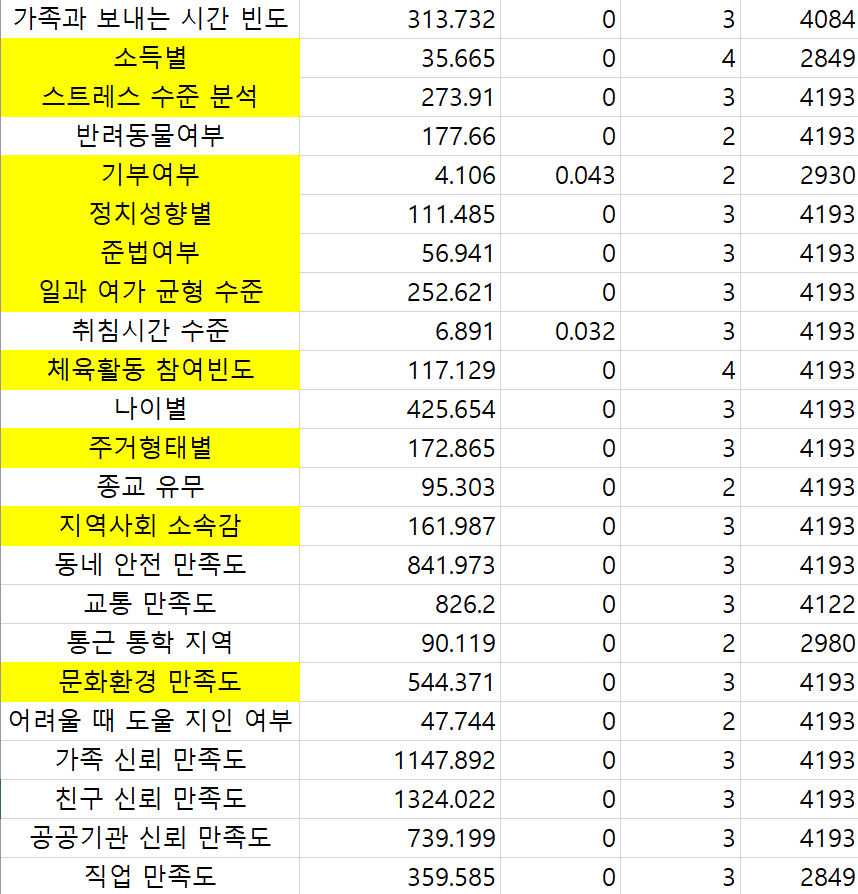 가족과 보내는 시간 빈도 313.732 0 3 4084
소득별 35.665 0 4 2849
스트레스 수준 분석 273.91 0 3 4193
반려동물여부 177.66 0 2 4193
기부여부 4.106 0.043 2 2930
정치성향별 111.485 0 3 4193
준법여부 56.941 0 3 4193
일과 여가 균형 수준 252.621 0 3 4193
취침시간 수준 6.891 0.032 3 4193
체육활동 참여빈도 117.129 0 4 4193
나이별 425.654 0 3 4193
주거형태별 172.865 0 3 4193
종교 유무 95.303 0 2 4193
지역사회 소속감 161.987 0 3 4193
동네 안전 만족도 841.973 0 3 4193
교통 만족도 826.2 0 3 4122
통근 통학 지역 90.119 0 2 2980
문화환경 만족도 544.371 0 3 4193
어려울 때 도울 지인 여부 47.744 0 2 4193
가족 신뢰 만족도 1147.892 0 3 4193
친구 신뢰 만족도 1324.022 0 3 4193
공공기관 신뢰 만족도 739.199 0 3 4193
직업 만족도 359.585 0 3 2849